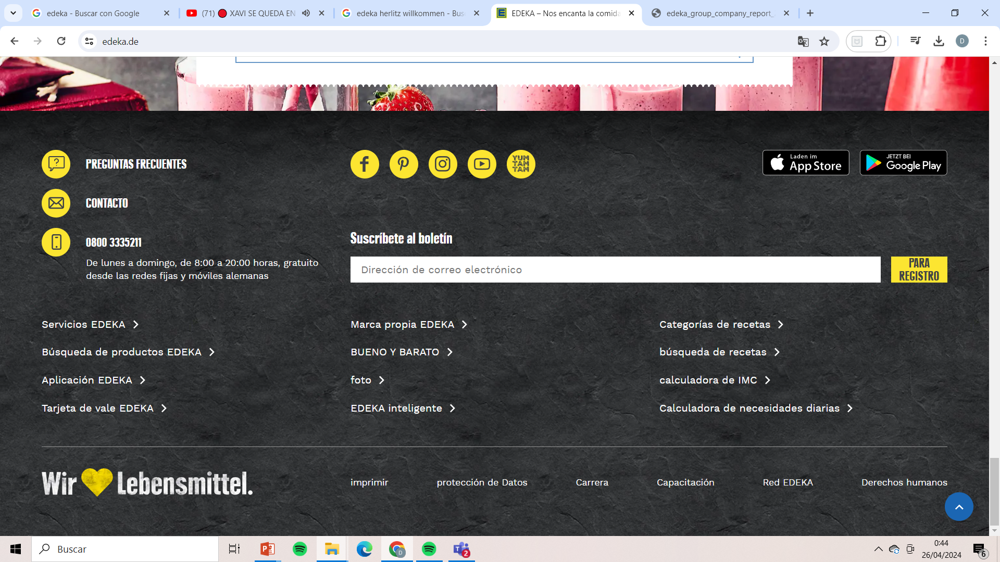 edeka - Buscar con Google
(71) 🔴 XAVI SE QUEDA EN
edeka herlitz willkommen - Bus
EDEKA – Nos encanta la comida
edeka_group_company_report_
edeka.de
D
PREGUNTAS FRECUENTES
YUM
TAM
TAM
Laden im
App Store
JETZT BEI
Google Play
CONTACTO
0800 3335211
De lunes a domingo, de 8:00 a 20:00 horas, gratuito
desde las redes fijas y móviles alemanas
Suscríbete al boletín
Dirección de correo electrónico
PARA
REGISTRO
Servicios EDEKA
Marca propia EDEKA
Categorías de recetas
Búsqueda de productos EDEKA
BUENO Y BARATO
búsqueda de recetas
Aplicación EDEKA
foto
calculadora de IMC
Tarjeta de vale EDEKA
EDEKA inteligente
Calculadora de necesidades diarias
Wir Lebensmittel.
imprimir
protección de Datos
Carrera
Capacitación
Red EDEKA
Derechos humanos
Buscar
D
2
0:44
26/04/2024
6